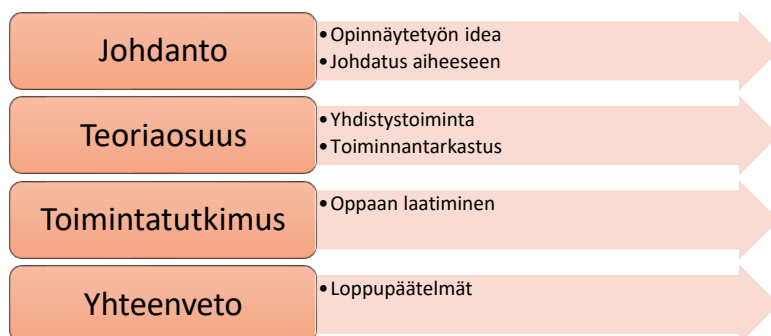 Johdanto
• Opinnäytetyön idea
• Johdatus aiheeseen
Teoriaosuus
• Yhdistystoiminta
• Toiminnantarkastus
Toimintatutkimus
• Oppaan laatiminen
Yhteenveto
• Loppupäätelmät